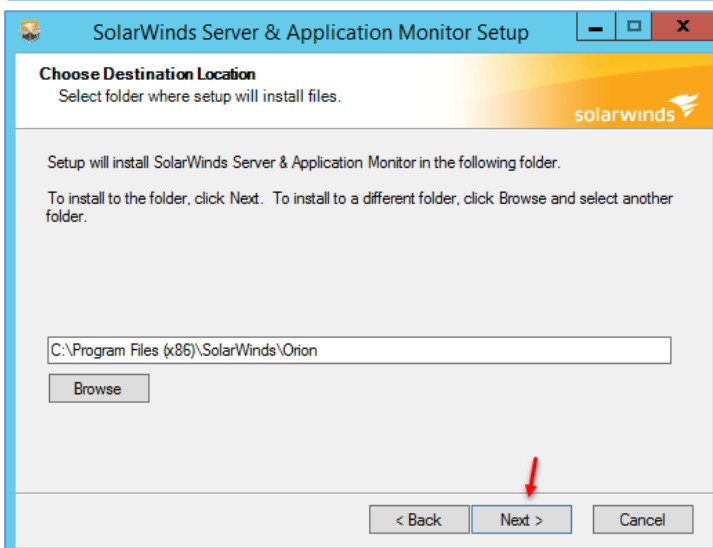 SolarWinds Server & Application Monitor Setup
X
Choose Destination Location
Select folder where setup will install files.
solarwinds
Setup will install SolarWinds Server & Application Monitor in the following folder.
To install to the folder, click Next. To install to a different folder, click Browse and select another
folder.
C:\Program Files (x86)\SolarWinds\Orion
Browse
< Back Next > Cancel